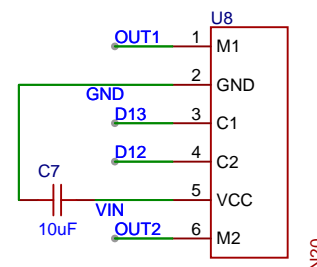 U8
OUT1 1 M1
2 GND
GND
D13 3 C1
D12 4 C2
C7
5 VCC
VIN
10uF
OUT2 6 M2